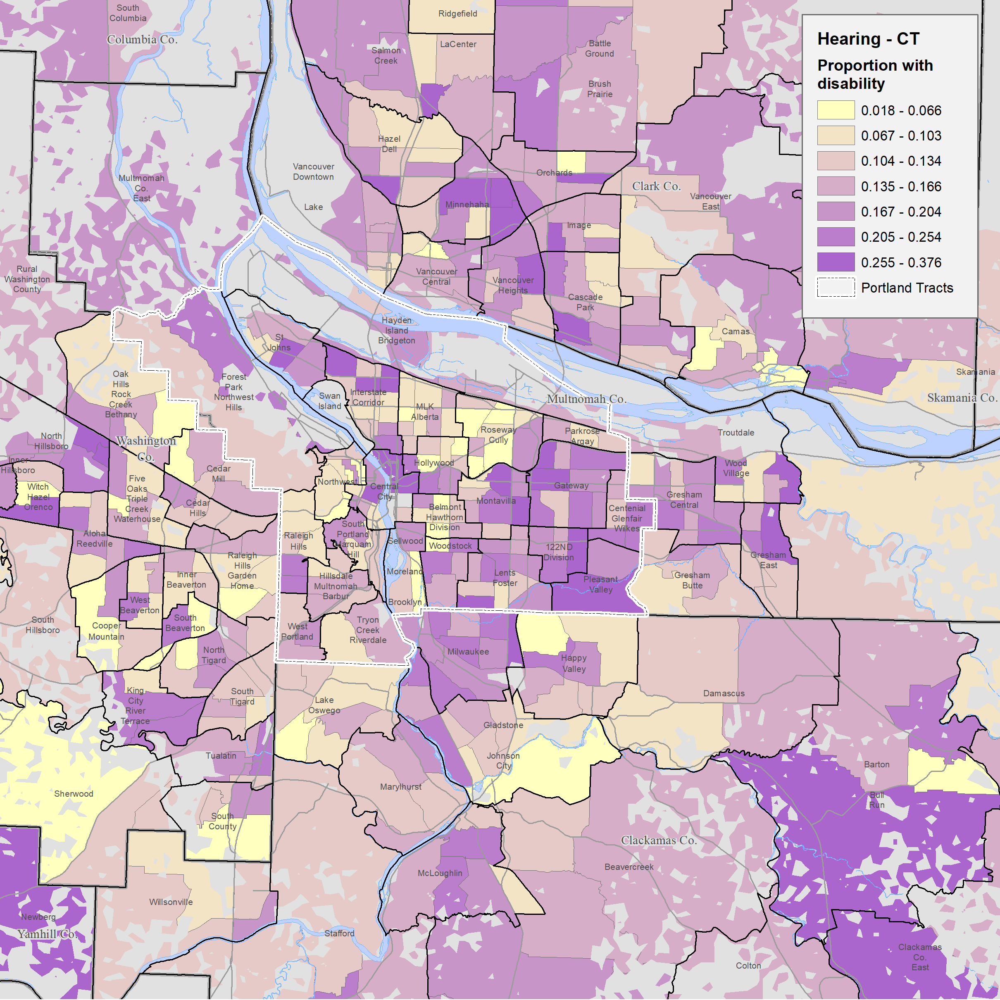 South
Columbia
Columbia Co.
Ridgefield
LaCenter
Salmon
Creek
Battle
Ground
Brush
Prairie
Hearing - CT
Proportion with
disability
0.018 - 0.066
0.067 - 0.103
0.104 - 0.134
0.135 - 0.166
0.167 - 0.204
0.205 - 0.254
0.255 - 0.376
Portland Tracts
Hazel
Dell
Vancouver
Downtown
Orchards
Multmomah
Co.
East
Clark Co.
Vancouver
East
Lake
Minnehaha
Image
Rural
Washington
County
Vancouver
Central
Vancouver
Heights
Cascade
Park
Hayden
Island
Bridgeton
Camas
St
Johns
Skamania
Skamania Co.
Oak
Hills
Rock
Creek
Bethany
Forest
Park
Northwest
Hills
Swan
Island
Interstate
Corridor
MLK
Alberta
Multnomah Co.
Roseway
Cully
Parkrose
Argay
Troutdale
North
Hillsboro
Washington
Co.
Inner
Hillsboro
Hollywood
Wood
Village
Cedar
Mill
Five
Oaks
Triple
Creek
Waterhouse
Witch
Hazel
Orenco
Northwest
Central
City
Gateway
Gresham
Central
Montavilla
Cedar
Hills
Belmont
Hawthorn
Division
Centenial
Glenfair
Wilkes
Aloha
Reedville
Raleigh
Hills
South
Portland
Marquam
Hill
Sellwood
Woodstock
122ND
Division
Gresham
East
Raleigh
Hills
Garden
Home
Inner
Beaverton
Hillsdale
Multnomah
Barbur
Moreland
Lents
Foster
Pleasant
Valley
Gresham
Butte
West
Beaverton
Brooklyn
South
Hillsboro
Cooper
Mountain
South
Beaverton
West
Portland
Tryon
Creek
Riverdale
North
Tigard
Milwaukee
Happy
Valley
King
City
River
Terrace
South
Tigard
Lake
Oswego
Damascus
Gladstone
Tualatin
Johnson
City
Barton
Sherwood
Marylhurst
Bull
Run
South
County
Clackamas Co.
Beavercreek
McLoughlin
Willsonville
Newberg
Yamhill Co.
Stafford
Clackamas
Co.
East
Colton